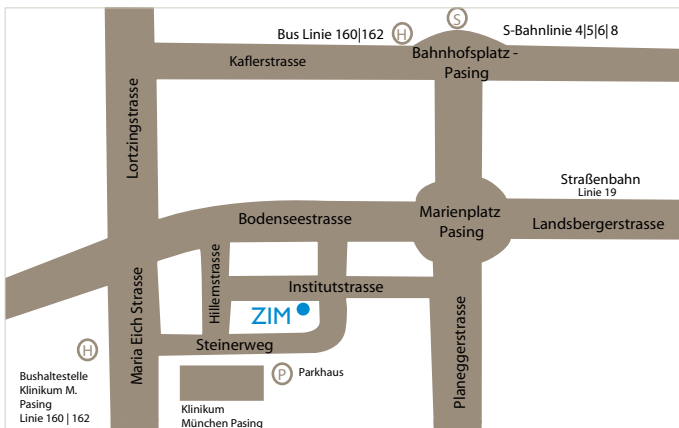 Bus Linie 160|162
H
S
S-Bahnlinie 4|5|6|8
Kaflerstrasse
Bahnhofsplatz -
Pasing
Lortzingstrasse
Straßenbahn
Linie 19
Bodenseestrasse
Marienplatz
Pasing
Landsbergerstrasse
Hillernstrasse
Institutstrasse
ZIM
Maria Eich Strasse
Steinerweg
Planeggerstrasse
H
Bushaltestelle
Klinikum M.
Pasing
Linie 160 | 162
P
Parkhaus
Klinikum
München Pasing